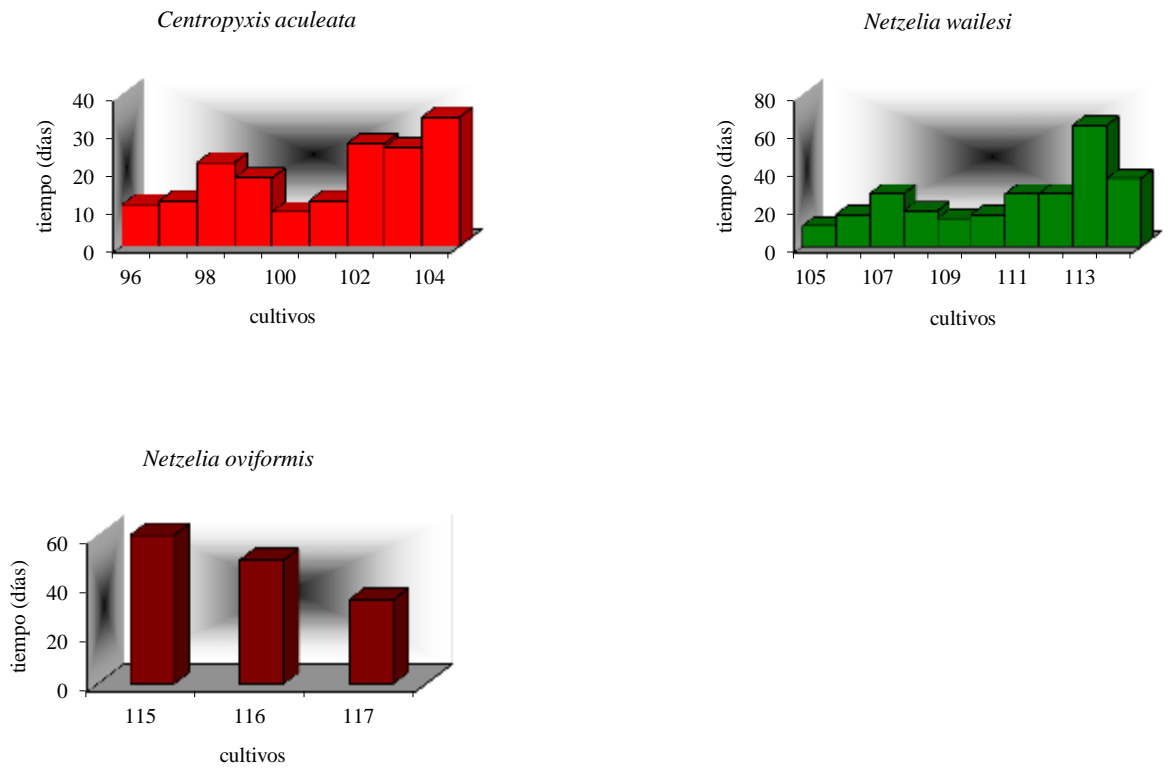 Centropyxis aculeata
40
30
20
10
0
tiempo (días)
96 98 100 102 104
cultivos
Netzelia wailesi
80
60
40
20
0
tiempo (días)
105 107 109 111 113
cultivos
Netzelia oviformis
60
40
20
0
tiempo (días)
115 116 117
cultivos